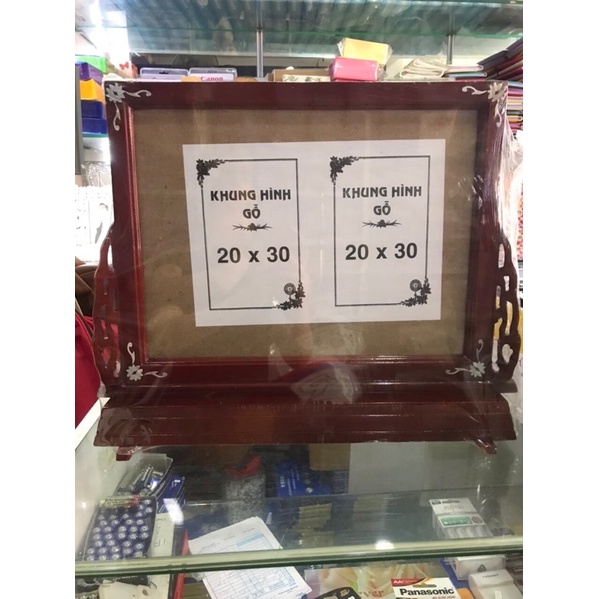 Canon
KHUNG HÌNH
GỖ
20 x 30
KHUNG HÌNH
GỖ
20 x 30
Panasonic